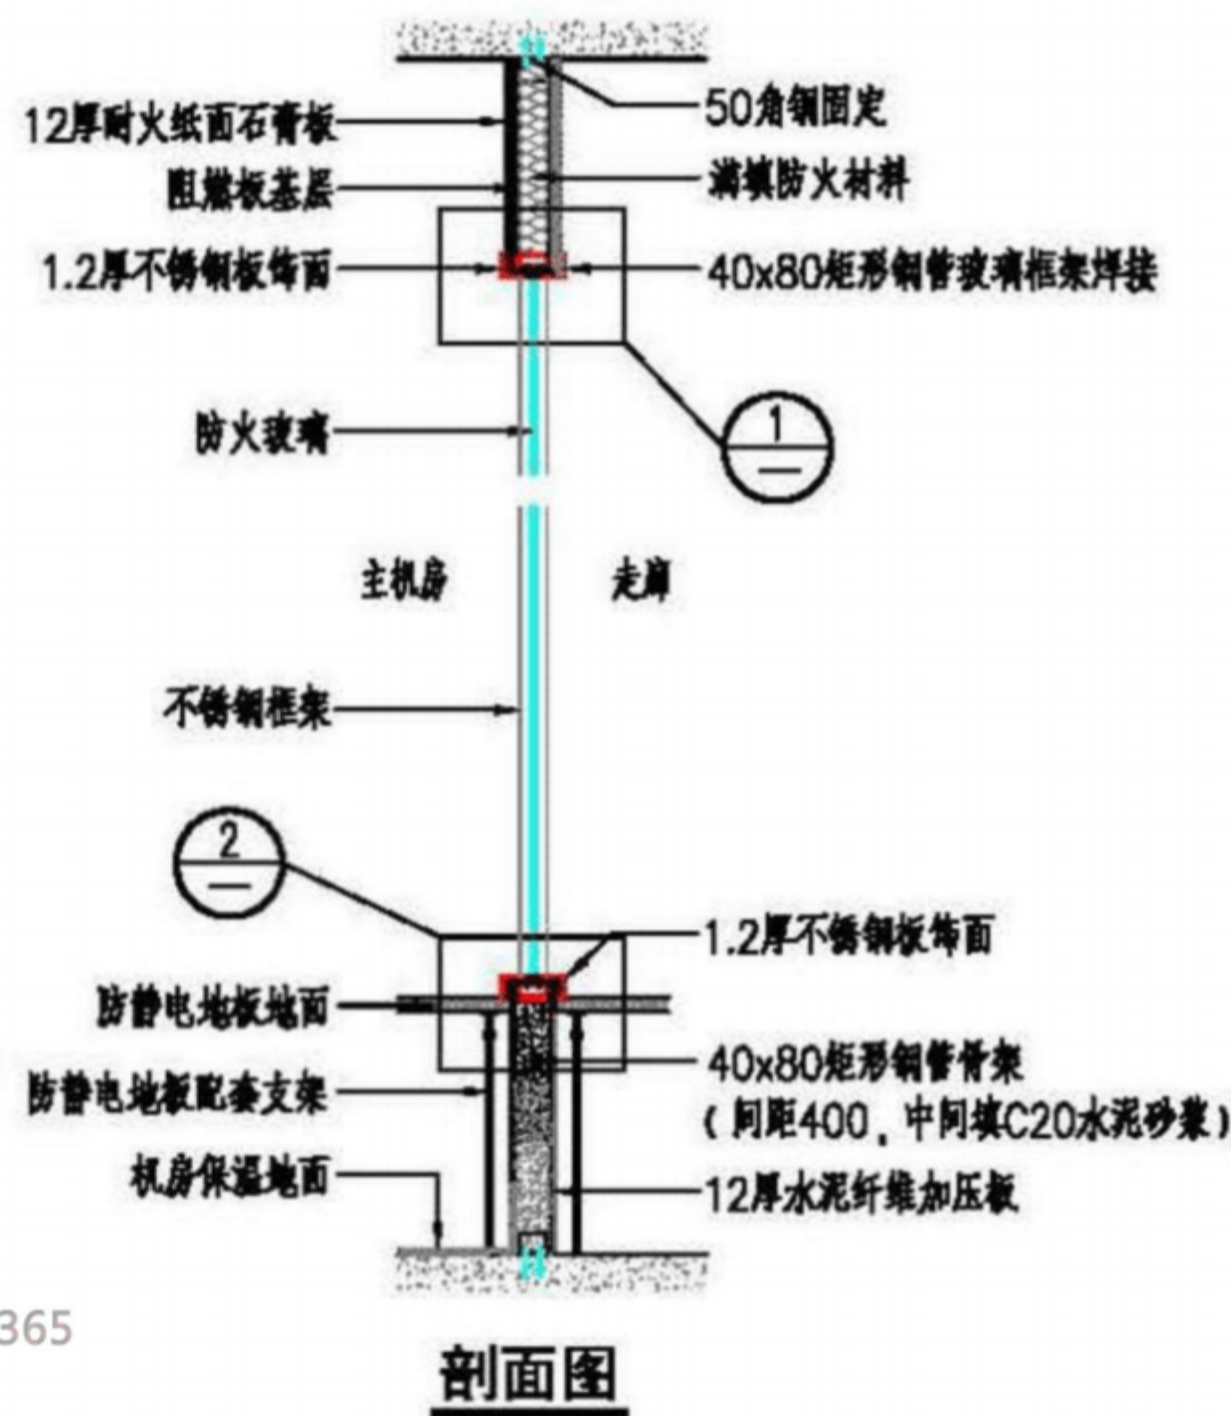 50角钢固定
12厚耐火纸面石膏板
满填防火材料
阻燃板基层
1.2厚不锈钢板饰面
40x80矩形钢管玻璃框架焊接
防火玻璃
1
主机房
走廊
不锈钢框架
2
1.2厚不锈钢板饰面
防静电地板地面
40x80矩形钢管骨架
防静电地板配套支架
(间距400,中间填C20水泥砂浆)
机房保温地面
12厚水泥纤维加压板
365
剖面图